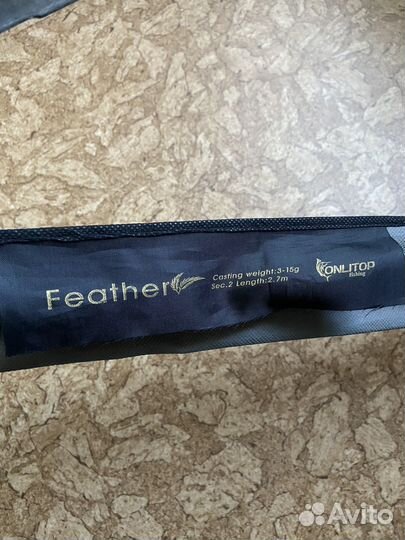 Feather
Casting weight:3-15g
Sec.2 Length:2.7m
ONLITOP
Fishing
Avito